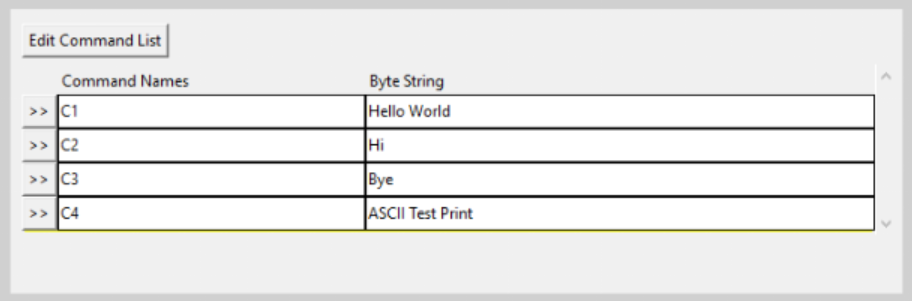 Edit Command List
Command Names Byte String
>> C1 Hello World
>> C2 Hi
>> C3 Bye
>> C4 ASCII Test Print